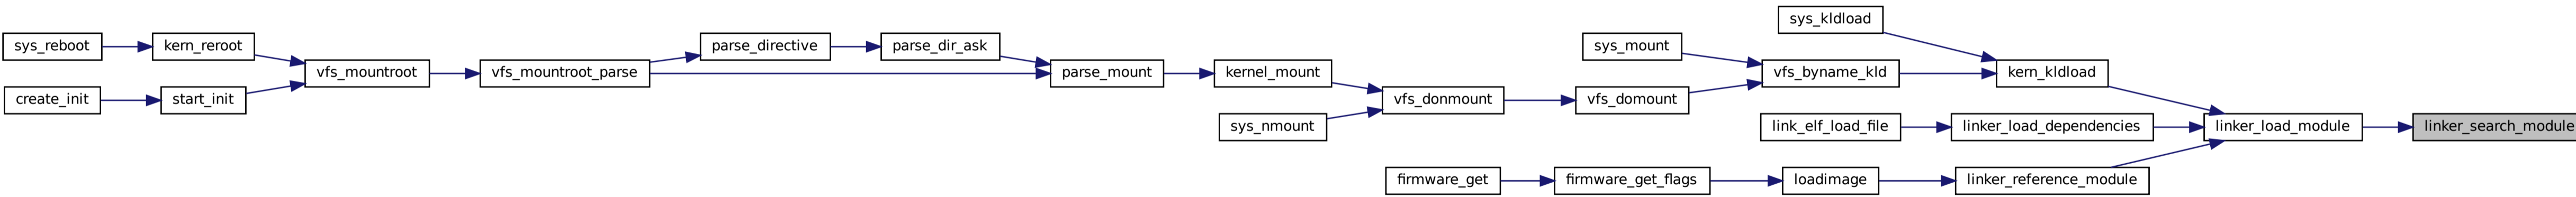 sys_kldload
sys_reboot
kern_reroot
parse_directive
parse_dir_ask
sys_mount
vfs_mountroot
vfs_mountroot_parse
parse_mount
kernel_mount
vfs_byname_kld
kern_kldload
create_init
start_init
vfs_donmount
vfs_domount
sys_nmount
link_elf_load_file
linker_load_dependencies
linker_load_module
linker_search_module
firmware_get
firmware_get_flags
loadimage
linker_reference_module